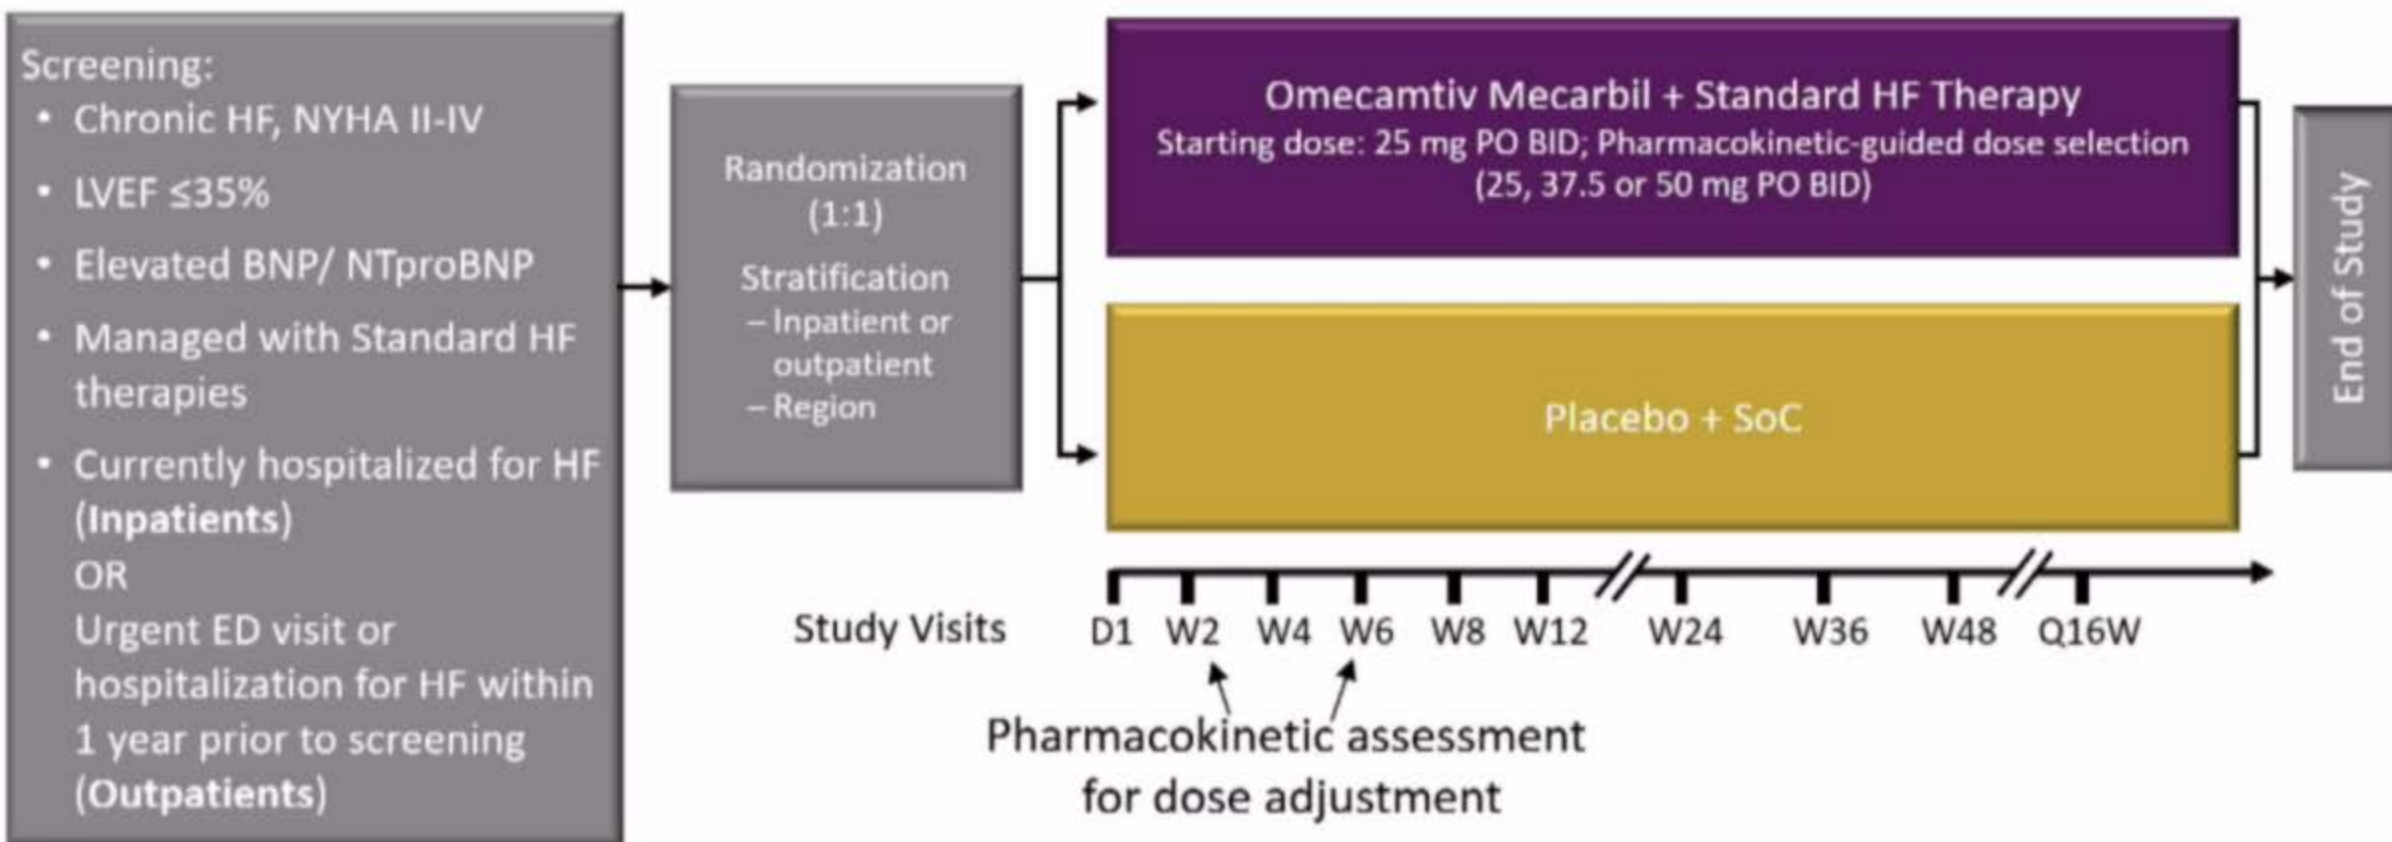 Screening:
• Chronic HF, NYHA II-IV
• LVEF ≤35%
• Elevated BNP/ NTproBNP
• Managed with Standard HF
therapies
• Currently hospitalized for HF
(Inpatients)
OR
Urgent ED visit or
hospitalization for HF within
1 year prior to screening
(Outpatients)
Randomization
(1:1)
Stratification
– Inpatient or
outpatient
– Region
Omecamtiv Mecarbil + Standard HF Therapy
Starting dose: 25 mg PO BID; Pharmacokinetic-guided dose selection
(25, 37.5 or 50 mg PO BID)
Placebo + SoC
End of Study
Study Visits D1 W2 W4 W6 W8 W12 W24 W36 W48 Q16W
Pharmacokinetic assessment
for dose adjustment